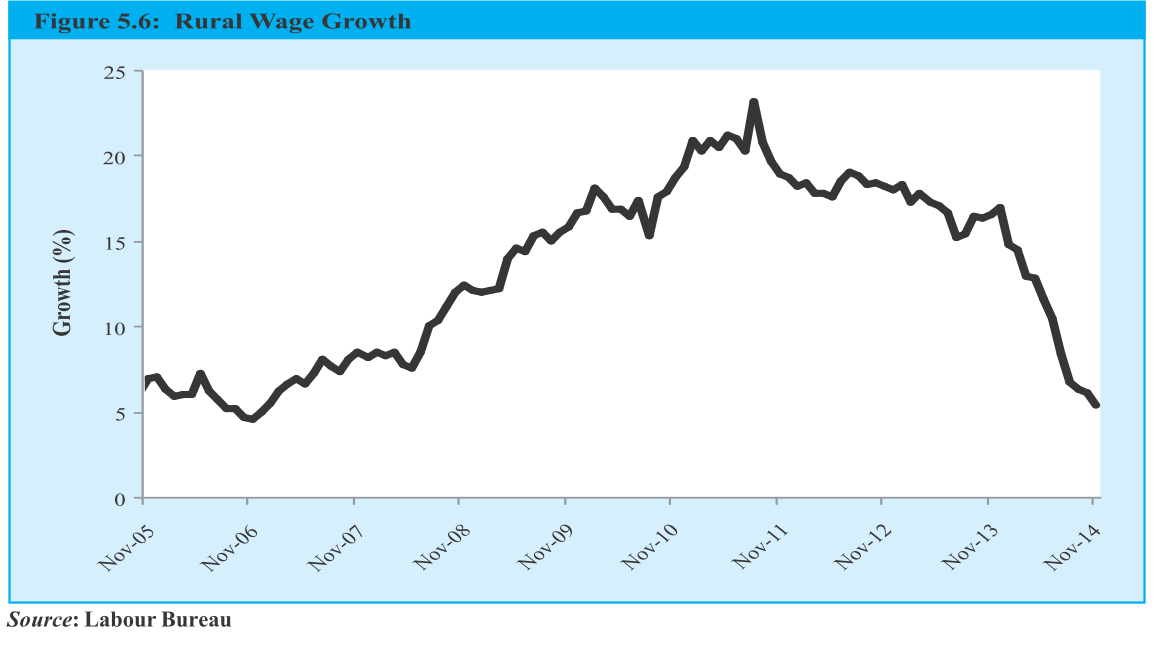 Figure 5.6: Rural Wage Growth
25
20
15
10
5
0
Growth (%)
Nov-05
Nov-06
Nov-07
Nov-08
Nov-09
Nov-10
Nov-11
Nov-12
Nov-13
Nov-14
Source: Labour Bureau